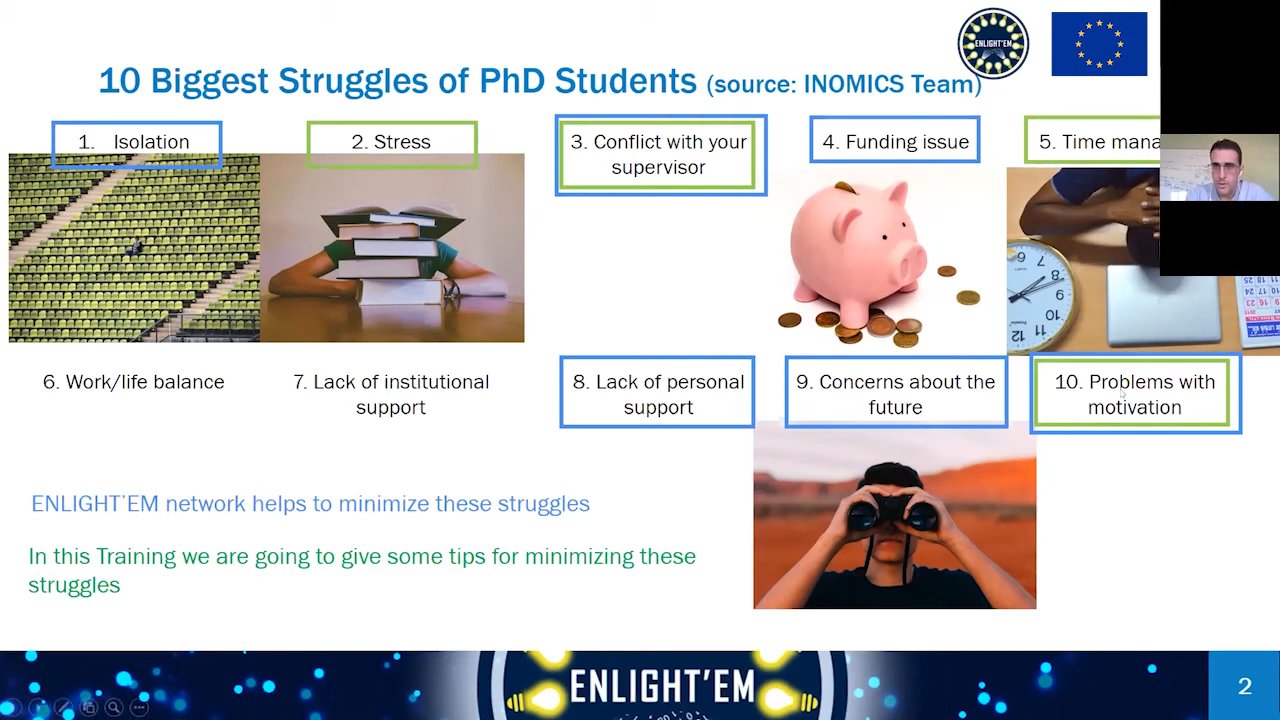 ENLIGHT'EM
10 Biggest Struggles of PhD Students (source: INOMICS Team)
1. Isolation
2. Stress
3. Conflict with your
supervisor
4. Funding issue
5. Time mana
6. Work/life balance
7. Lack of institutional
support
8. Lack of personal
support
9. Concerns about the
future
10. Problems with
motivation
ENLIGHT'EM network helps to minimize these struggles
In this Training we are going to give some tips for minimizing these
struggles
ENLIGHT'EM
2